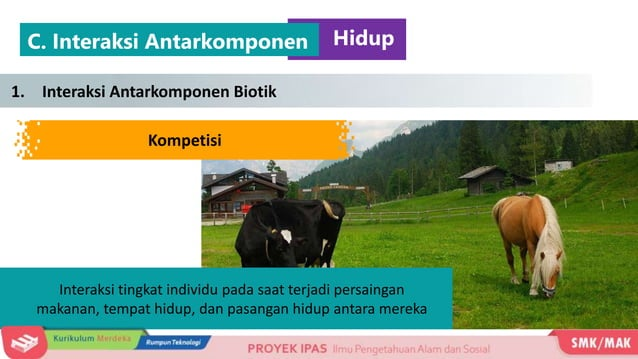 C. Interaksi Antarkomponen Hidup
1. Interaksi Antarkomponen Biotik
Kompetisi
Interaksi tingkat individu pada saat terjadi persaingan
makanan, tempat hidup, dan pasangan hidup antara mereka
Kurikulum Merdeka
Rumpun Teknologi
PROYEK IPAS Ilmu Pengetahuan Alam dan Sosial
SMK/MAK